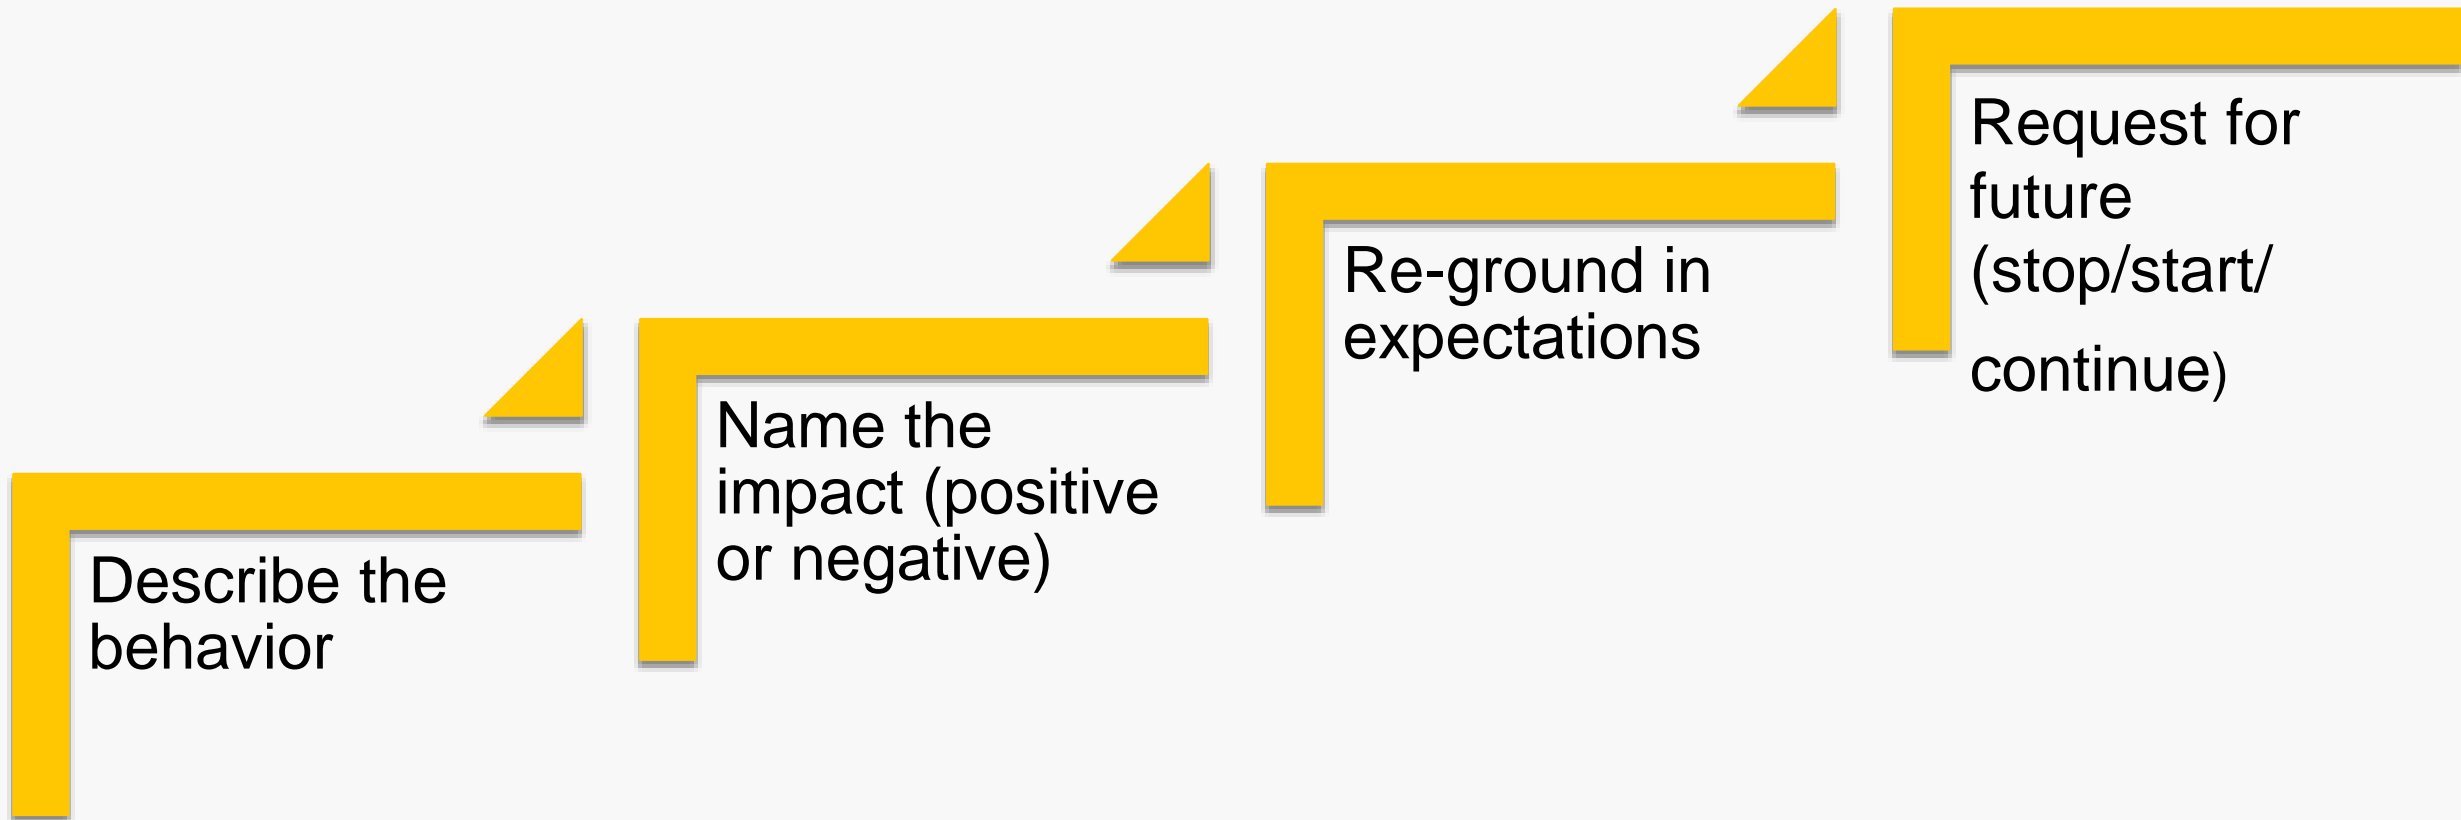 Describe the
behavior
Name the
impact (positive
or negative)
Re-ground in
expectations
Request for
future
(stop/start/
continue)